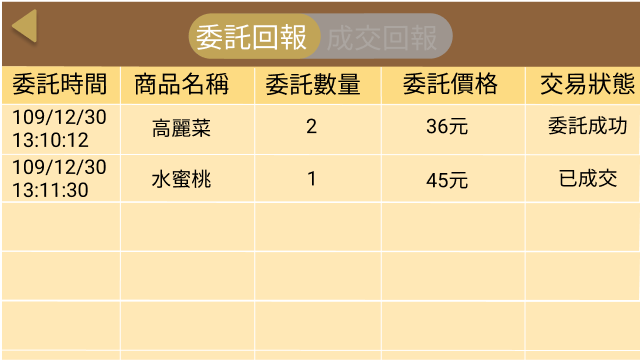 委託回報 成交回報
委託時間 商品名稱 委託數量 委託價格 交易狀態
109/12/30
13:10:12 高麗菜 2 36元 委託成功
109/12/30
13:11:30 水蜜桃 1 45元 已成交